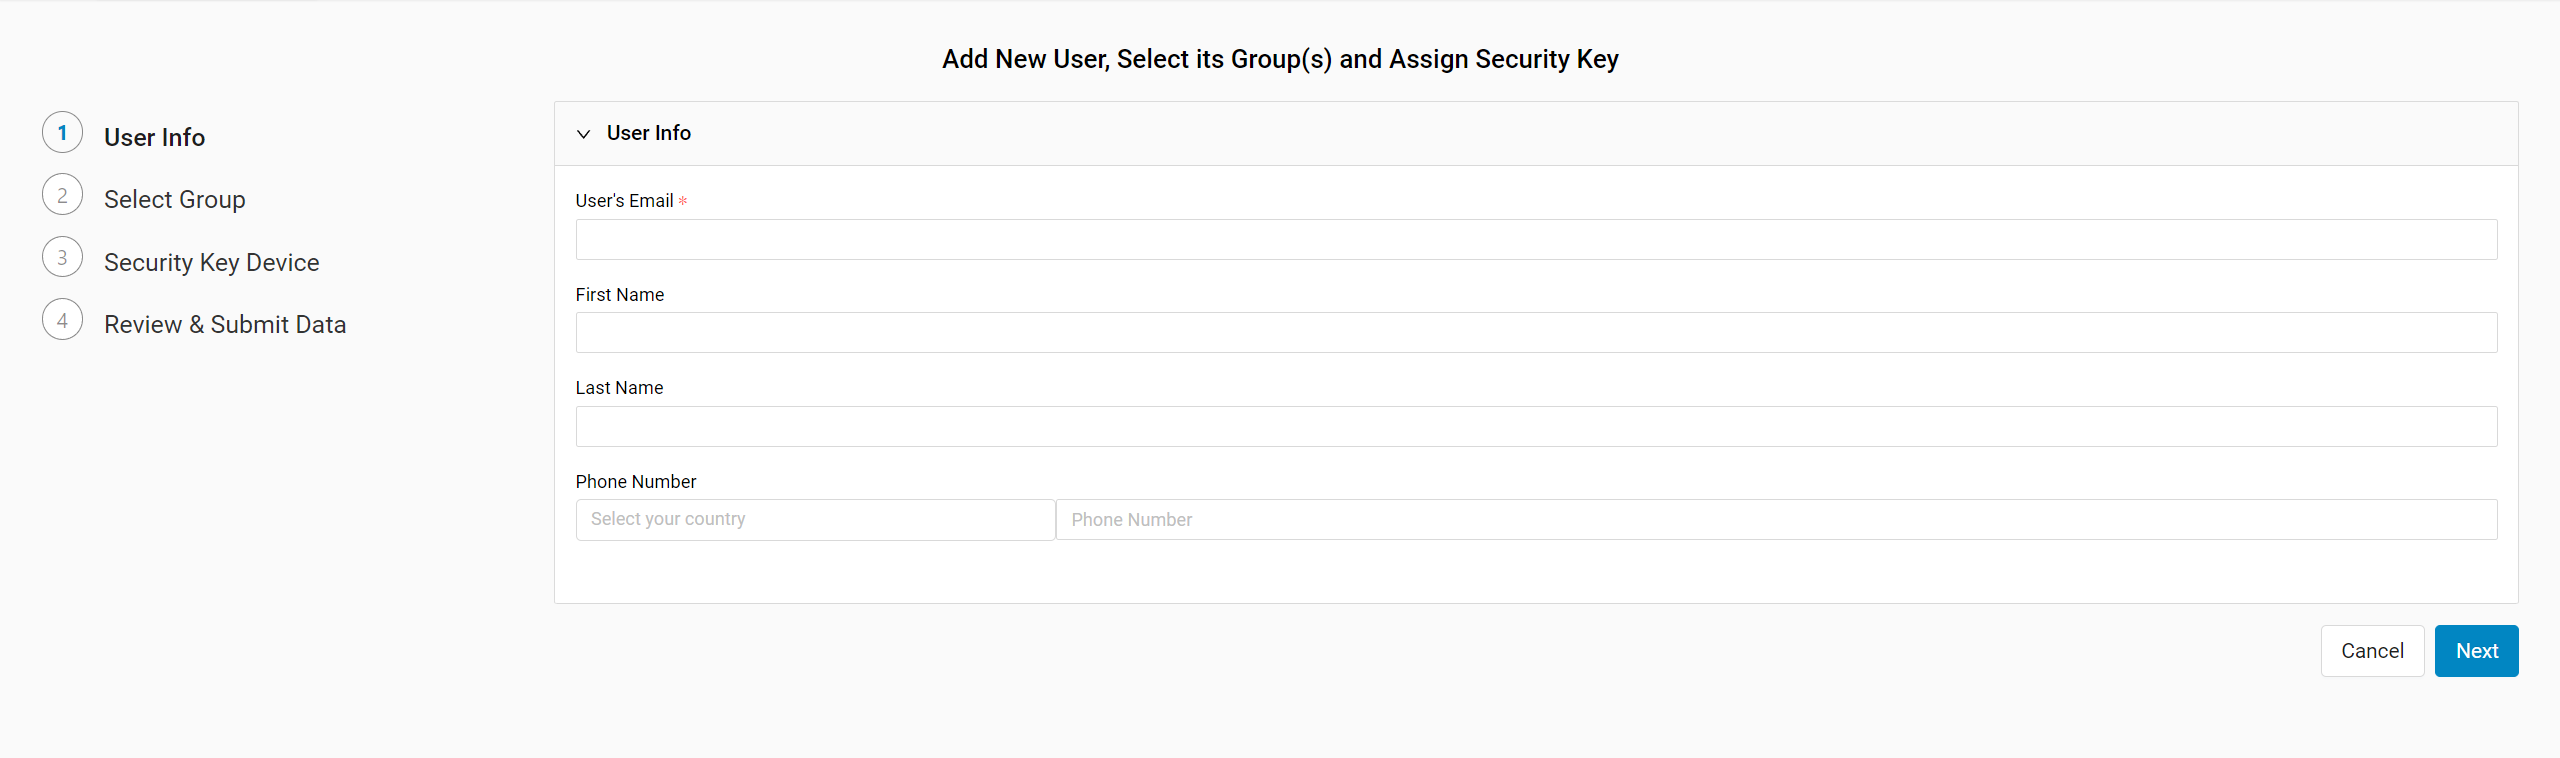 Add New User, Select its Group(s) and Assign Security Key
1 User Info
2 Select Group
3 Security Key Device
4 Review & Submit Data
User Info
User's Email *
First Name
Last Name
Phone Number
Select your country Phone Number
Cancel Next